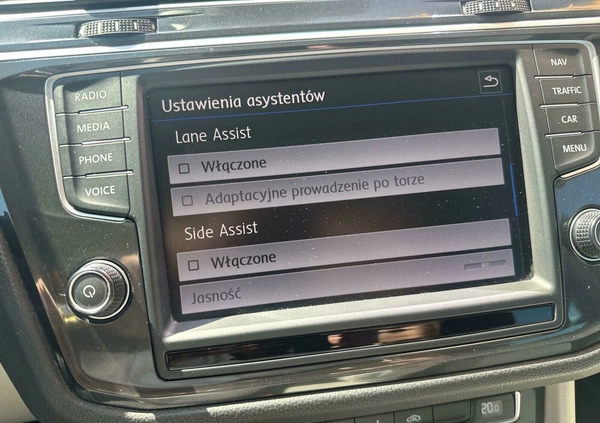 RADIO
MEDIA
PHONE
VOICE
Ustawienia asystentów
Lane Assist
Włączone
Adaptacyjne prowadzenie po torze
Side Assist
Włączone
Jasność
NAV
TRAFFIC
CAR
MENU
20.0